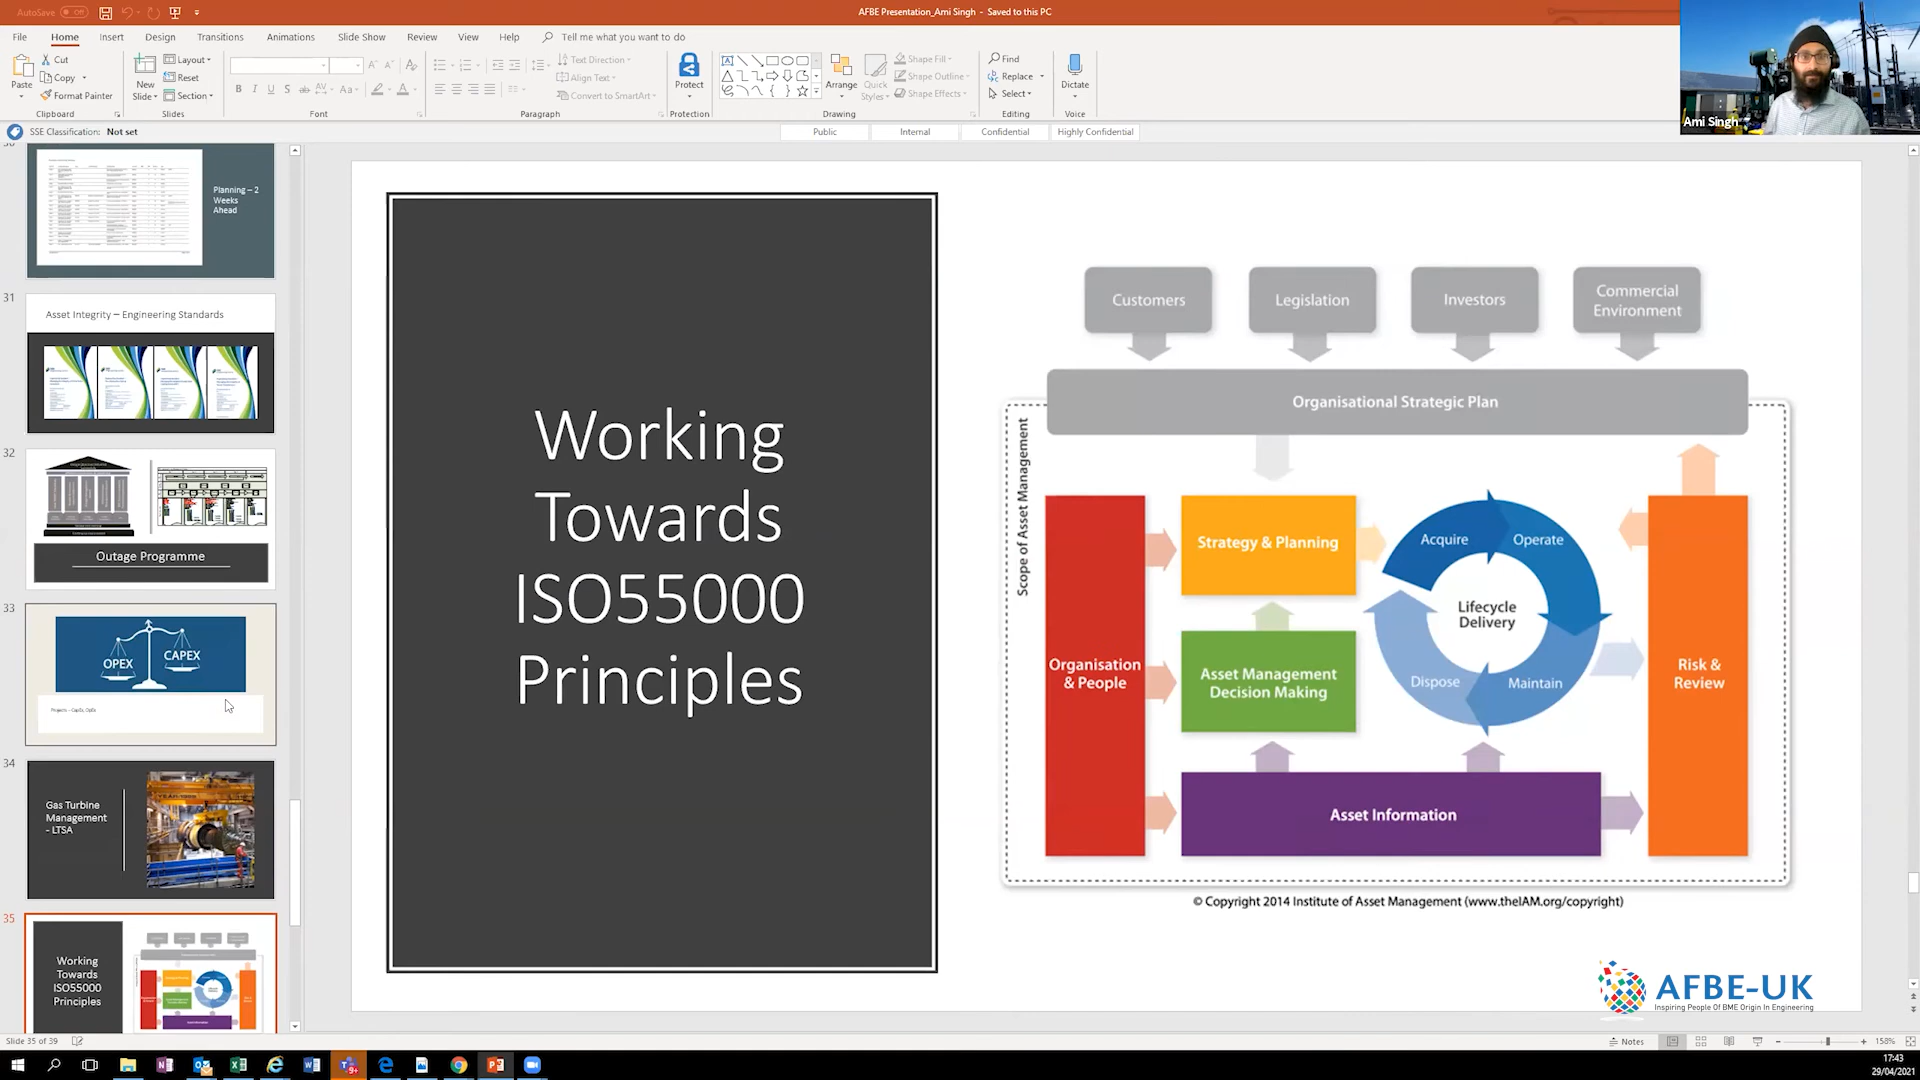 AutoSave Off
AFBE Presentation_Ami Singh - Saved to this PC
File Home Insert Design Transitions Animations Slide Show Review View Help Tell me what you want to do
Paste
Cut
Copy
Format Painter
Clipboard
New Slide
Layout
Reset
Section
Slides
Font
Text Direction
Align Text
Convert to SmartArt
Paragraph
Protect
Protection
Arrange
Quick Styles
Shape Fill
Shape Outline
Shape Effects
Drawing
Find
Replace
Select
Editing
Dictate
Voice
Ami Singh
SSE Classification: Not set
Public Internal Confidential Highly Confidential
Planning – 2
Weeks
Ahead
31
Asset Integrity – Engineering Standards
32
Outage Programme
33
OPEX CAPEX
Projects - CapEx, OpEx
34
Gas Turbine
Management
- LTSA
35
Working
Towards
ISO55000
Principles
Working
Towards
ISO55000
Principles
Customers
Legislation
Investors
Commercial
Environment
Organisational Strategic Plan
Scope of Asset Management
Organisation
& People
Strategy & Planning
Asset Management
Decision Making
Acquire
Operate
Lifecycle
Delivery
Dispose
Maintain
Risk &
Review
Asset Information
© Copyright 2014 Institute of Asset Management (www.theIAM.org/copyright)
AFBE-UK
Inspiring People Of BME Origin In Engineering
Slide 35 of 39
Notes
158%
17:43
29/04/2021